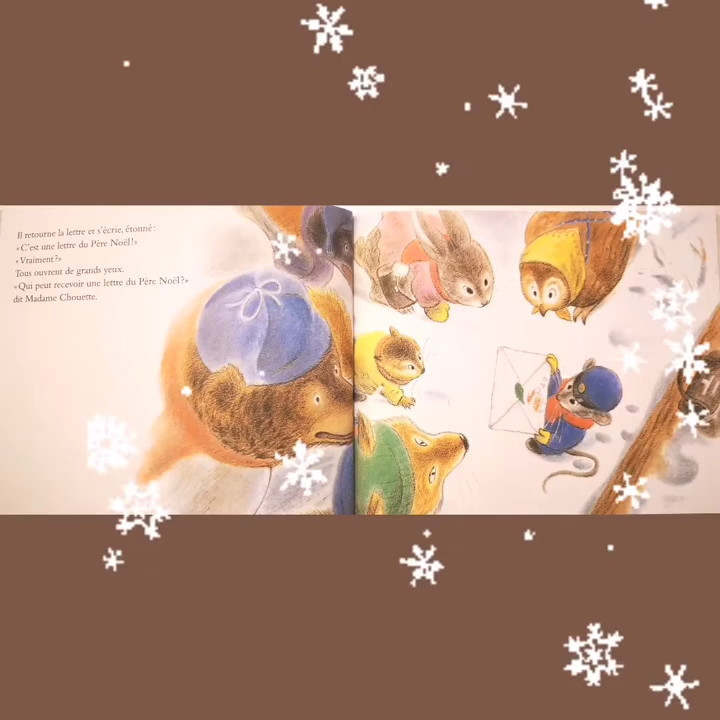 Il retourne la lettre et s'écrie, étonné :
« C'est une lettre du Père Noël ! »
« Vraiment ? »
Tous ouvrent de grands yeux.
« Qui peut recevoir une lettre du Père Noël ? »
dit Madame Chouette.